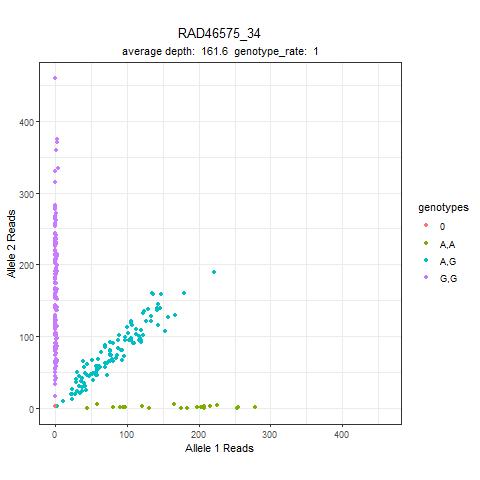 RAD46575_34
average depth: 161.6 genotype_rate: 1
Allele 2 Reads
400
300
200
100
0
0
100
200
300
400
Allele 1 Reads
genotypes
0
A,A
A,G
G,G